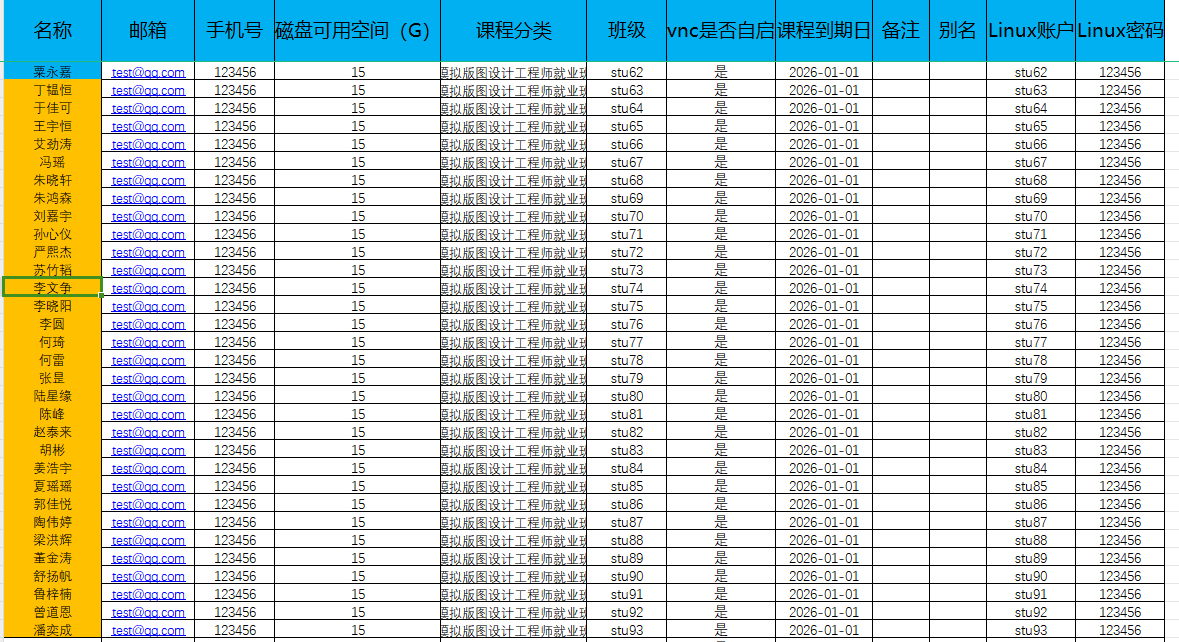 名称 邮箱 手机号 磁盘可用空间（G） 课程分类 班级 vnc是否自启 课程到期日 备注 别名 Linux账户 Linux密码
粟永嘉 test@qq.com 123456 15 模拟版图设计工程师就业班 stu62 是 2026-01-01 stu62 123456
丁韫恒 test@qq.com 123456 15 模拟版图设计工程师就业班 stu63 是 2026-01-01 stu63 123456
于佳可 test@qq.com 123456 15 模拟版图设计工程师就业班 stu64 是 2026-01-01 stu64 123456
王宇恒 test@qq.com 123456 15 模拟版图设计工程师就业班 stu65 是 2026-01-01 stu65 123456
艾劲涛 test@qq.com 123456 15 模拟版图设计工程师就业班 stu66 是 2026-01-01 stu66 123456
冯瑶 test@qq.com 123456 15 模拟版图设计工程师就业班 stu67 是 2026-01-01 stu67 123456
朱晓轩 test@qq.com 123456 15 模拟版图设计工程师就业班 stu68 是 2026-01-01 stu68 123456
朱鸿森 test@qq.com 123456 15 模拟版图设计工程师就业班 stu69 是 2026-01-01 stu69 123456
刘嘉宇 test@qq.com 123456 15 模拟版图设计工程师就业班 stu70 是 2026-01-01 stu70 123456
孙心仪 test@qq.com 123456 15 模拟版图设计工程师就业班 stu71 是 2026-01-01 stu71 123456
严熙杰 test@qq.com 123456 15 模拟版图设计工程师就业班 stu72 是 2026-01-01 stu72 123456
苏竹韬 test@qq.com 123456 15 模拟版图设计工程师就业班 stu73 是 2026-01-01 stu73 123456
李文争 test@qq.com 123456 15 模拟版图设计工程师就业班 stu74 是 2026-01-01 stu74 123456
李晓阳 test@qq.com 123456 15 模拟版图设计工程师就业班 stu75 是 2026-01-01 stu75 123456
李圆 test@qq.com 123456 15 模拟版图设计工程师就业班 stu76 是 2026-01-01 stu76 123456
何琦 test@qq.com 123456 15 模拟版图设计工程师就业班 stu77 是 2026-01-01 stu77 123456
何雷 test@qq.com 123456 15 模拟版图设计工程师就业班 stu78 是 2026-01-01 stu78 123456
张昱 test@qq.com 123456 15 模拟版图设计工程师就业班 stu79 是 2026-01-01 stu79 123456
陆星缘 test@qq.com 123456 15 模拟版图设计工程师就业班 stu80 是 2026-01-01 stu80 123456
陈峰 test@qq.com 123456 15 模拟版图设计工程师就业班 stu81 是 2026-01-01 stu81 123456
赵泰来 test@qq.com 123456 15 模拟版图设计工程师就业班 stu82 是 2026-01-01 stu82 123456
胡彬 test@qq.com 123456 15 模拟版图设计工程师就业班 stu83 是 2026-01-01 stu83 123456
姜浩宇 test@qq.com 123456 15 模拟版图设计工程师就业班 stu84 是 2026-01-01 stu84 123456
夏瑶瑶 test@qq.com 123456 15 模拟版图设计工程师就业班 stu85 是 2026-01-01 stu85 123456
郭佳悦 test@qq.com 123456 15 模拟版图设计工程师就业班 stu86 是 2026-01-01 stu86 123456
陶伟婷 test@qq.com 123456 15 模拟版图设计工程师就业班 stu87 是 2026-01-01 stu87 123456
梁洪辉 test@qq.com 123456 15 模拟版图设计工程师就业班 stu88 是 2026-01-01 stu88 123456
董金涛 test@qq.com 123456 15 模拟版图设计工程师就业班 stu89 是 2026-01-01 stu89 123456
舒扬帆 test@qq.com 123456 15 模拟版图设计工程师就业班 stu90 是 2026-01-01 stu90 123456
鲁梓楠 test@qq.com 123456 15 模拟版图设计工程师就业班 stu91 是 2026-01-01 stu91 123456
曾道恩 test@qq.com 123456 15 模拟版图设计工程师就业班 stu92 是 2026-01-01 stu92 123456
潘奕成 test@qq.com 123456 15 模拟版图设计工程师就业班 stu93 是 2026-01-01 stu93 123456